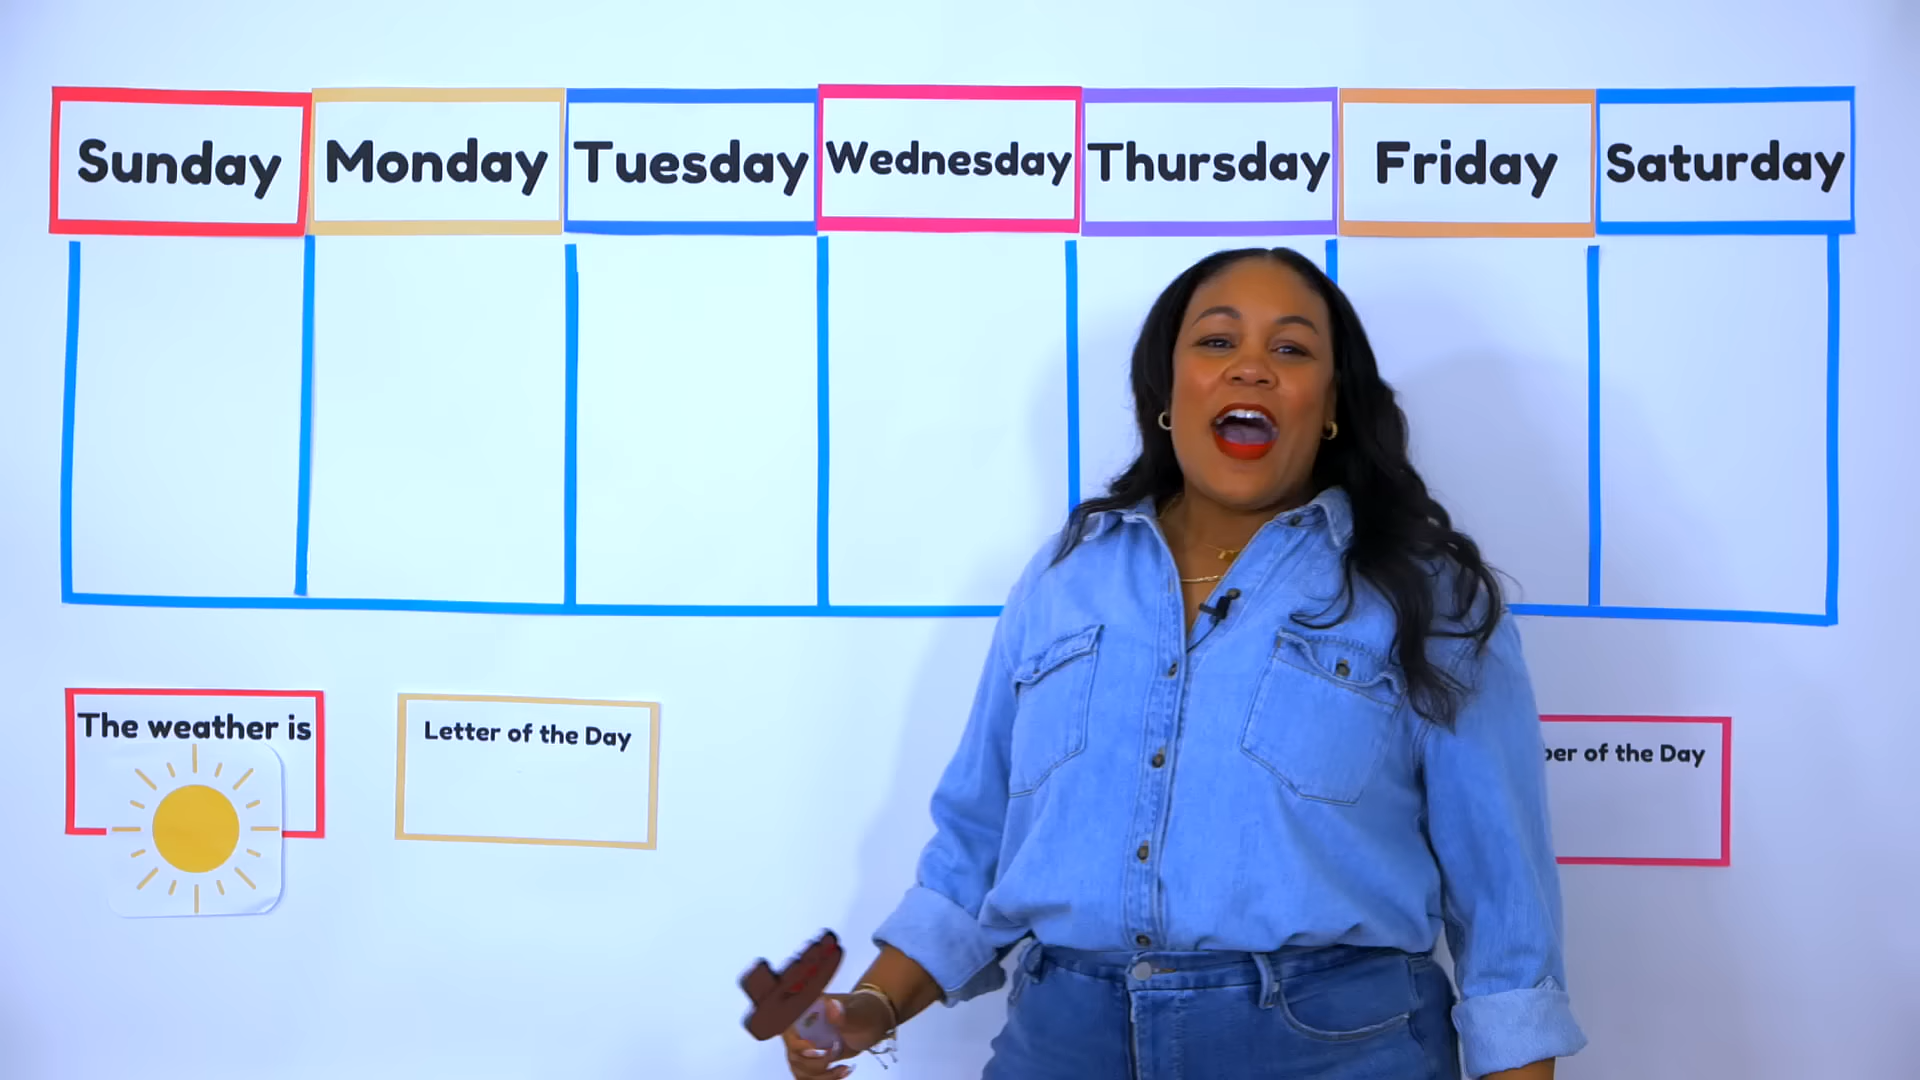 Sunday Monday Tuesday Wednesday Thursday Friday Saturday
The weather is
Letter of the Day
of the Day